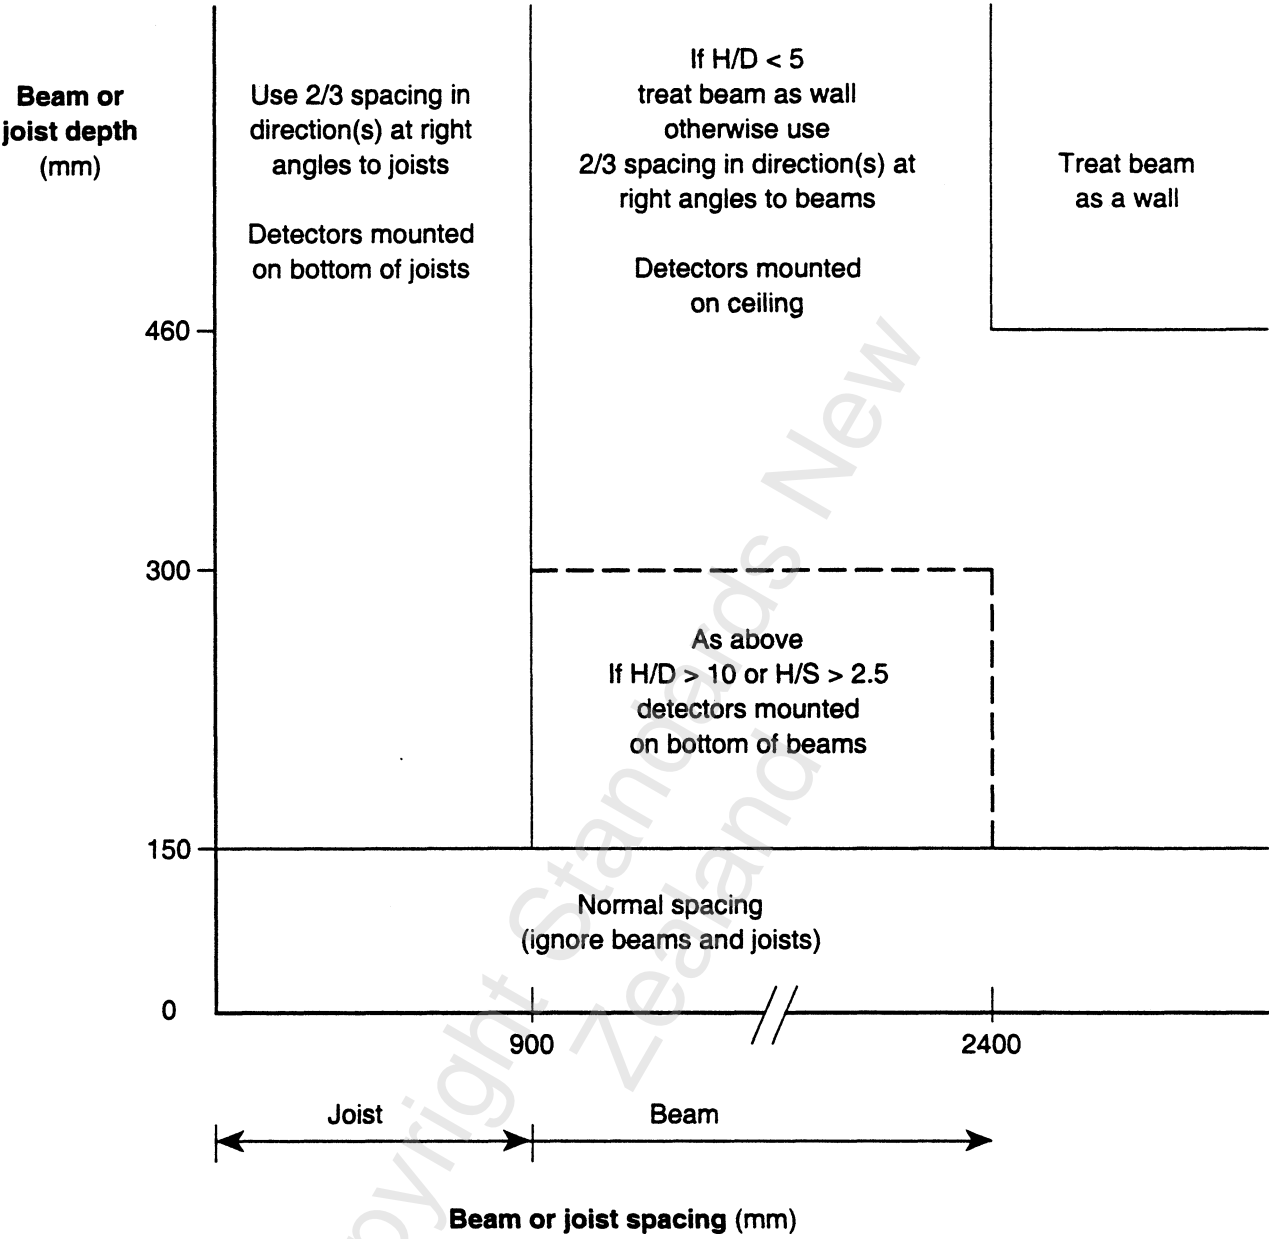 Beam or
joist depth
(mm)
Use 2/3 spacing in
direction(s) at right
angles to joists
Detectors mounted
on bottom of joists
If H/D < 5
treat beam as wall
otherwise use
2/3 spacing in direction(s) at
right angles to beams
Detectors mounted
on ceiling
Treat beam
as a wall
460
300
As above
If H/D > 10 or H/S > 2.5
detectors mounted
on bottom of beams
150
Normal spacing
(ignore beams and joists)
0
900
2400
Joist
Beam
Beam or joist spacing (mm)
pyright Standards New
Zealand